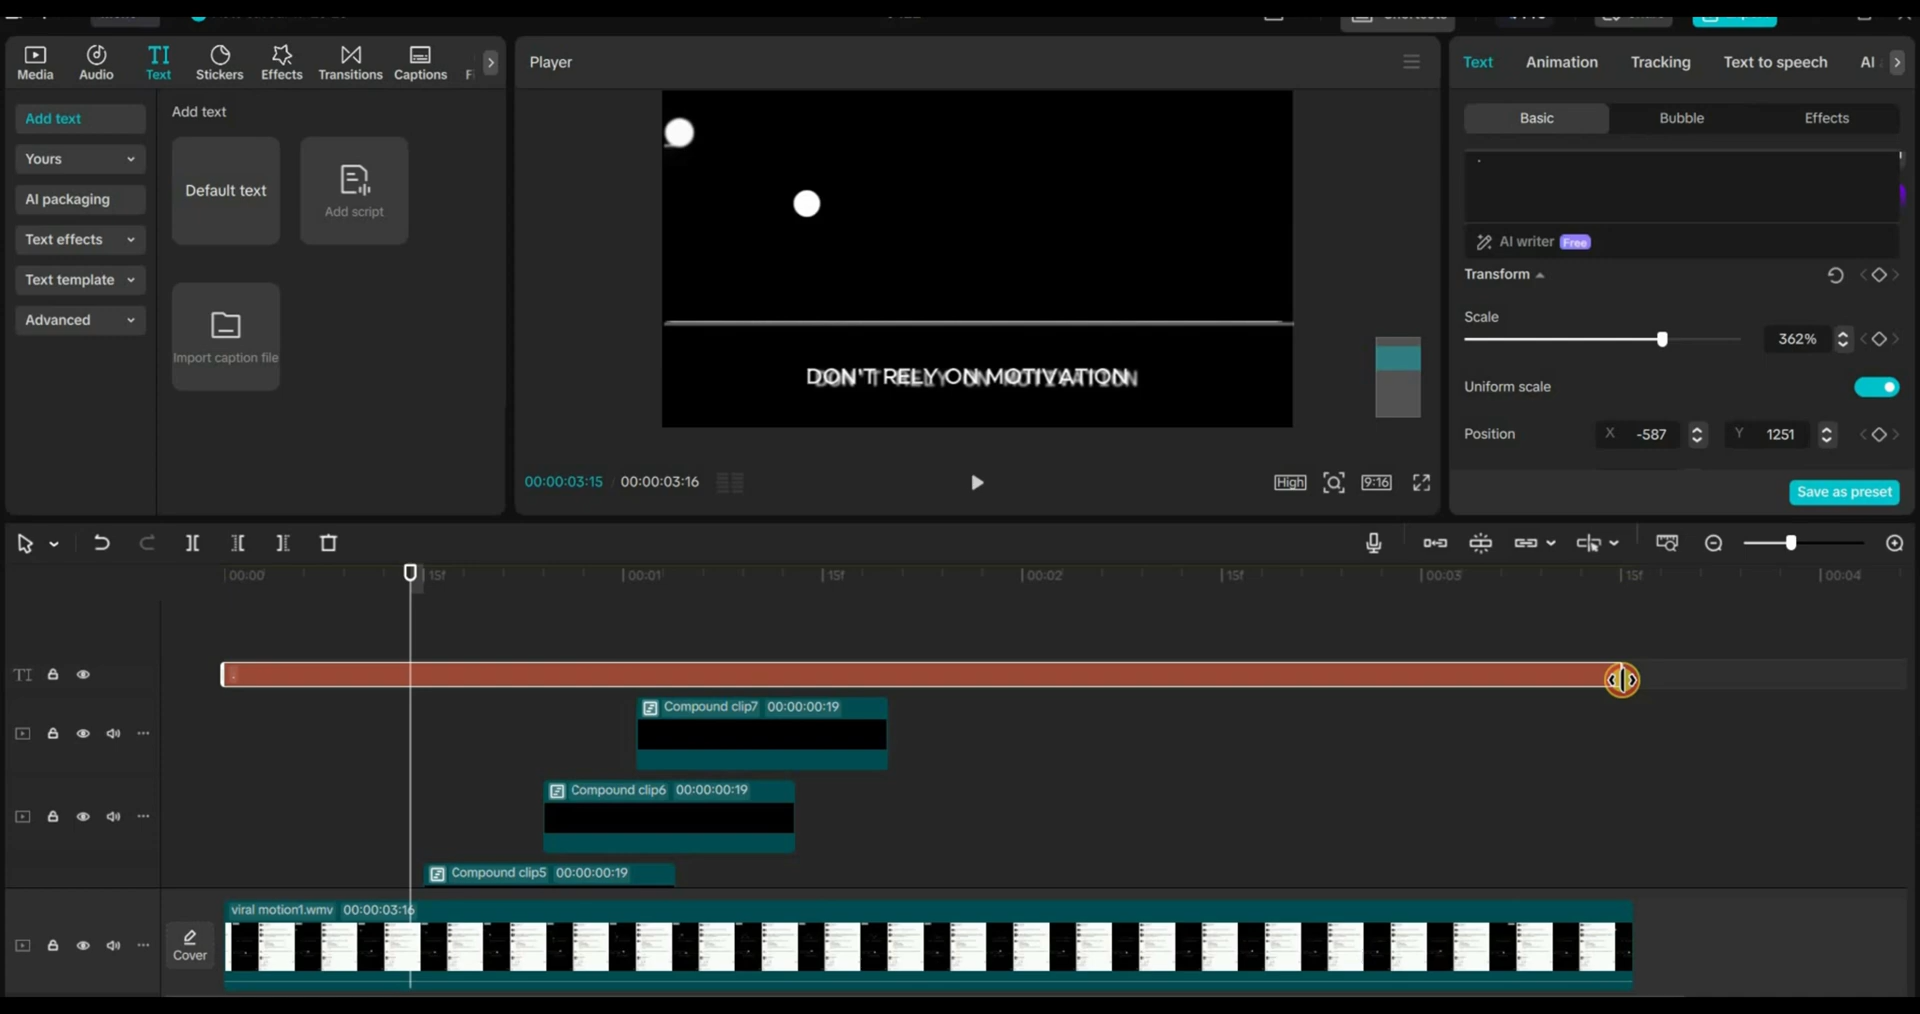 Media
Audio
TI
Text
Stickers
Effects
Transitions
Captions
Add text
Yours
AI packaging
Text effects
Text template
Advanced
Add text
Default text
Add script
Import caption file
Player
DON'T RELY ON MOTIVATION
00:00:03:15 / 00:00:03:16
High
9:16
Text Animation Tracking Text to speech AI
Basic Bubble Effects
.
AI writer Free
Transform
Scale
362%
Uniform scale
Position X -587 Y 1251
Save as preset
00:00 15f 00:01 15f 00:02 15f 00:03 15f 00:04
TI
.
Compound clip7 00:00:00:19
Compound clip6 00:00:00:19
Compound clip5 00:00:00:19
viral motion1.wmv 00:00:03:16
Cover